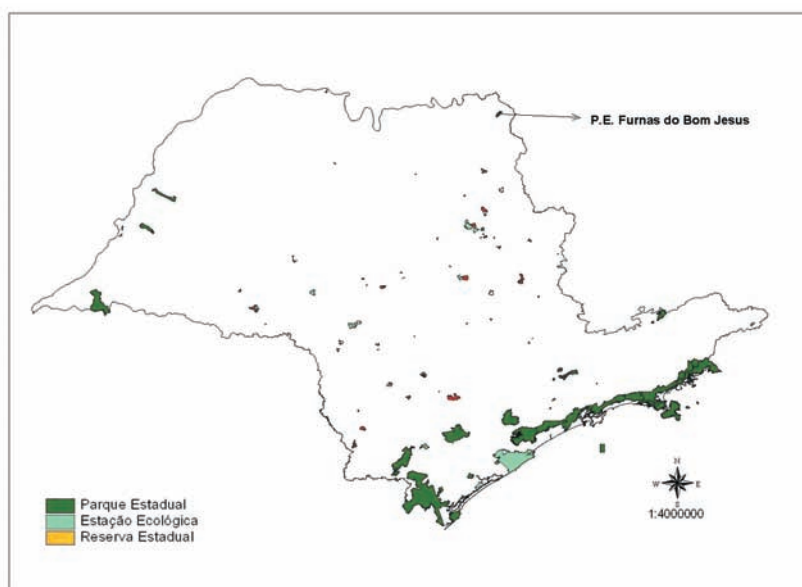 P.E. Furnas do Bom Jesus
Parque Estadual
Estação Ecológica
Reserva Estadual
N
W E
S
1:4000000